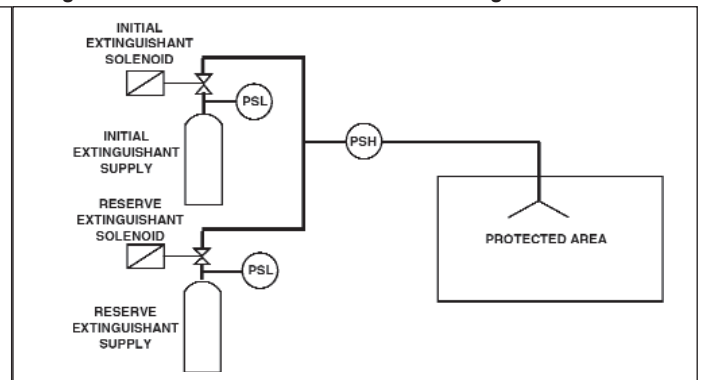 INITIAL
EXTINGUISHANT
SOLENOID
PSL
INITIAL
EXTINGUISHANT
SUPPLY
PSH
RESERVE
EXTINGUISHANT
SOLENOID
PROTECTED AREA
PSL
RESERVE
EXTINGUISHANT
SUPPLY